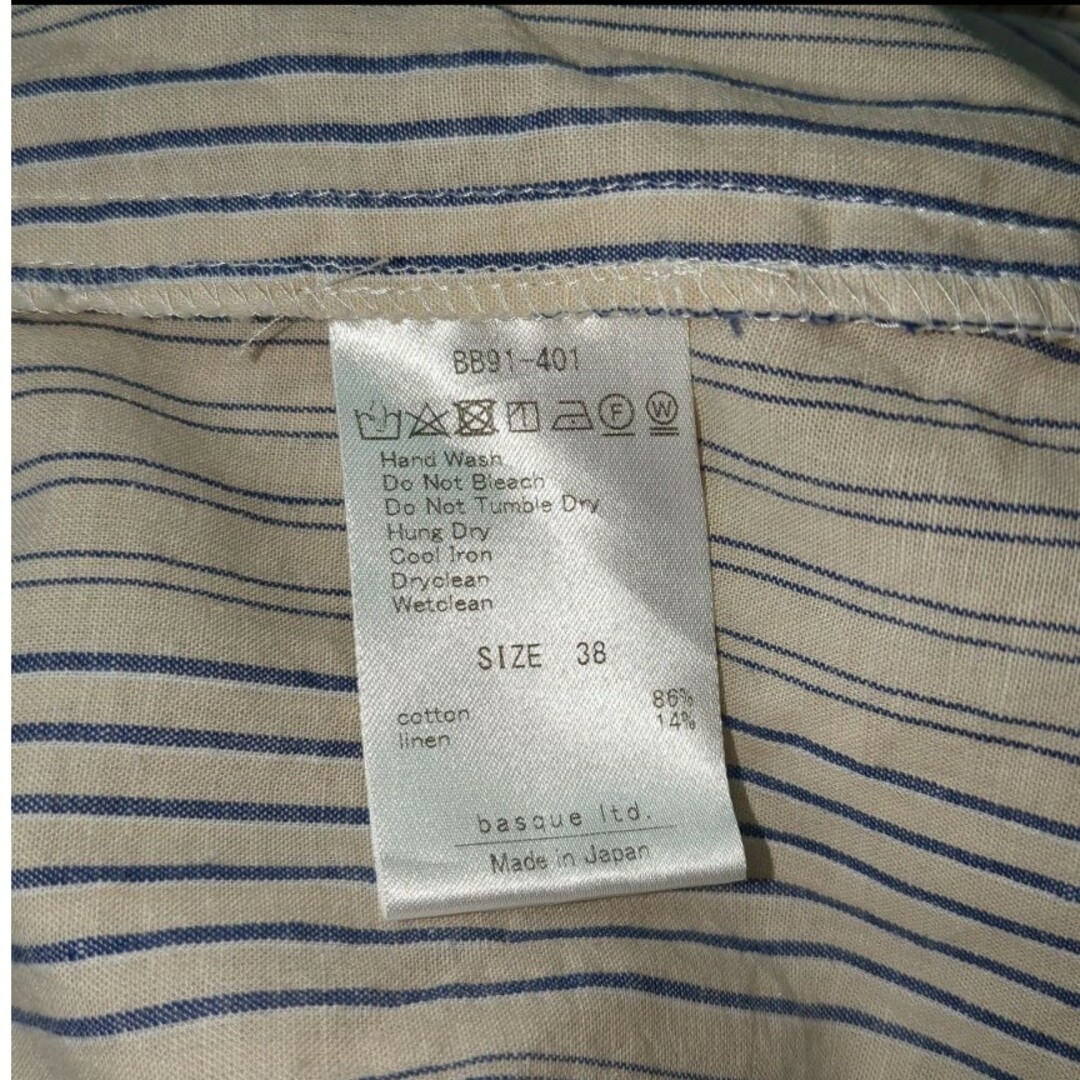 BB91-401
F W
Hand Wash
Do Not Bleach
Do Not Tumble Dry
Hung Dry
Cool Iron
Dryclean
Wetclean
SIZE 38
cotton 86%
linen 14%
basque ltd.
Made in Japan